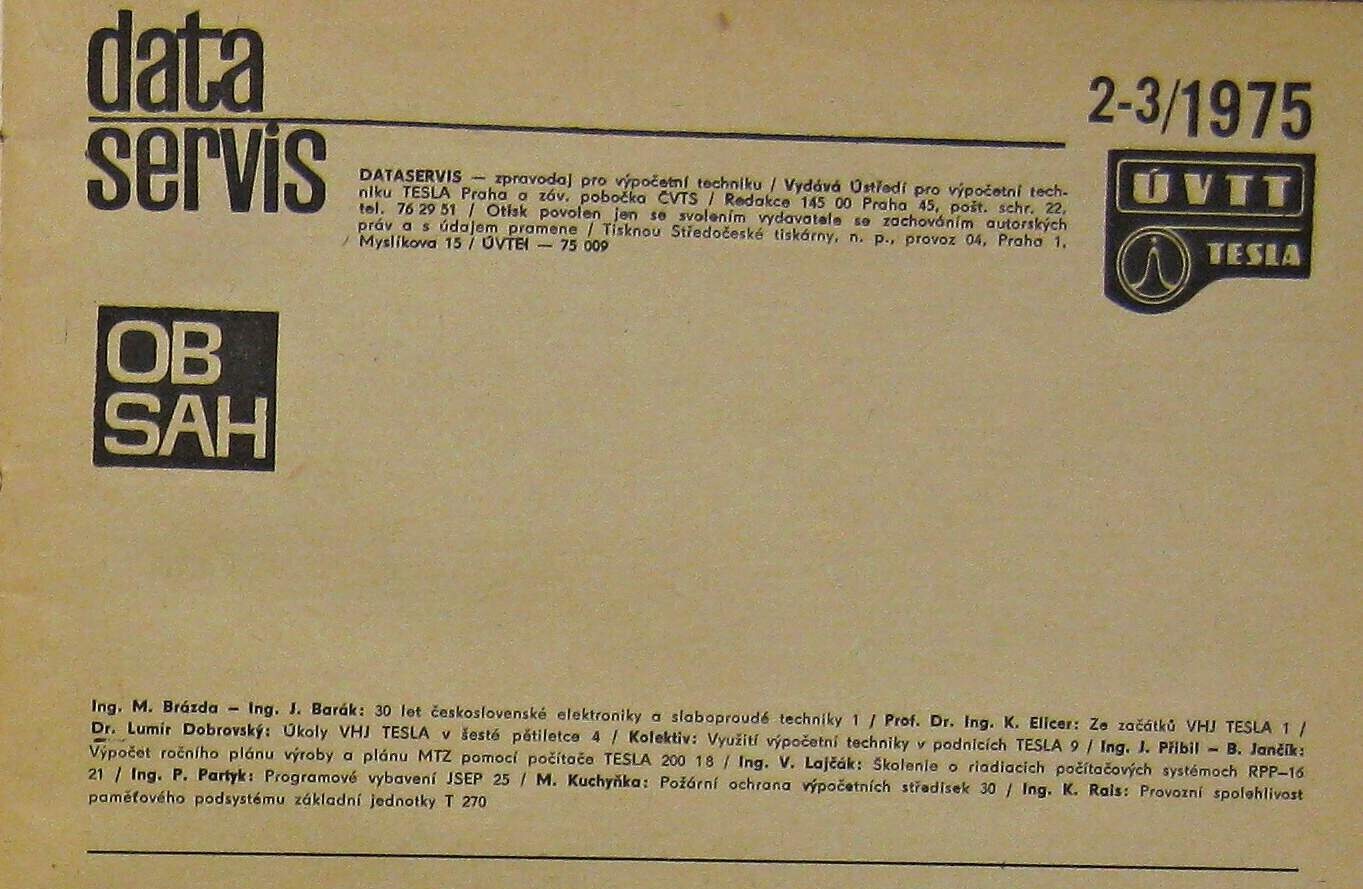 data
servis
2-3/1975
DATASERVIS — zpravodaj pro výpočetní techniku / Vydává Ústředí pro výpočetní tech-
niku TESLA Praha a záv. pobočka ČVTS / Redakce 145 00 Praha 45, pošt. schr. 22,
tel. 76 29 51 / Otisk povolen jen se svolením vydavatele se zachováním autorských
práv a s údajem pramene / Tisknou Středočeské tiskárny, n. p., provoz 04, Praha 1,
/ Myslíkova 15 / ÚVTEI — 75 009
ÚVTT
TESLA
OB
SAH
Ing. M. Brázda – Ing. J. Barák: 30 let československé elektroniky a slaboproudé techniky 1 / Prof. Dr. Ing. K. Elicer: Ze začátků VHJ TESLA 1 /
Dr. Lumír Dobrovský: Úkoly VHJ TESLA v šesté pětiletce 4 / Kolektiv: Využití výpočetní techniky v podnících TESLA 9 / Ing. J. Přibil – B. Jančík:
Výpočet ročního plánu výroby a plánu MTZ pomocí počítače TESLA 200 18 / Ing. V. Lajčák: Školenie o riadiacich počítačových systémoch RPP–16
21 / Ing. P. Partyk: Programové vybavení JSEP 25 / M. Kuchyňka: Požární ochrana výpočetních středisek 30 / Ing. K. Rais: Provozní spolehlivost
paměťového podsystému základní jednotky T 270